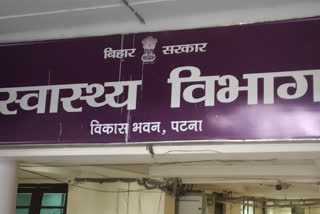 बिहार सरकार
स्वास्थ्य विभाग
विकास भवन, पटना